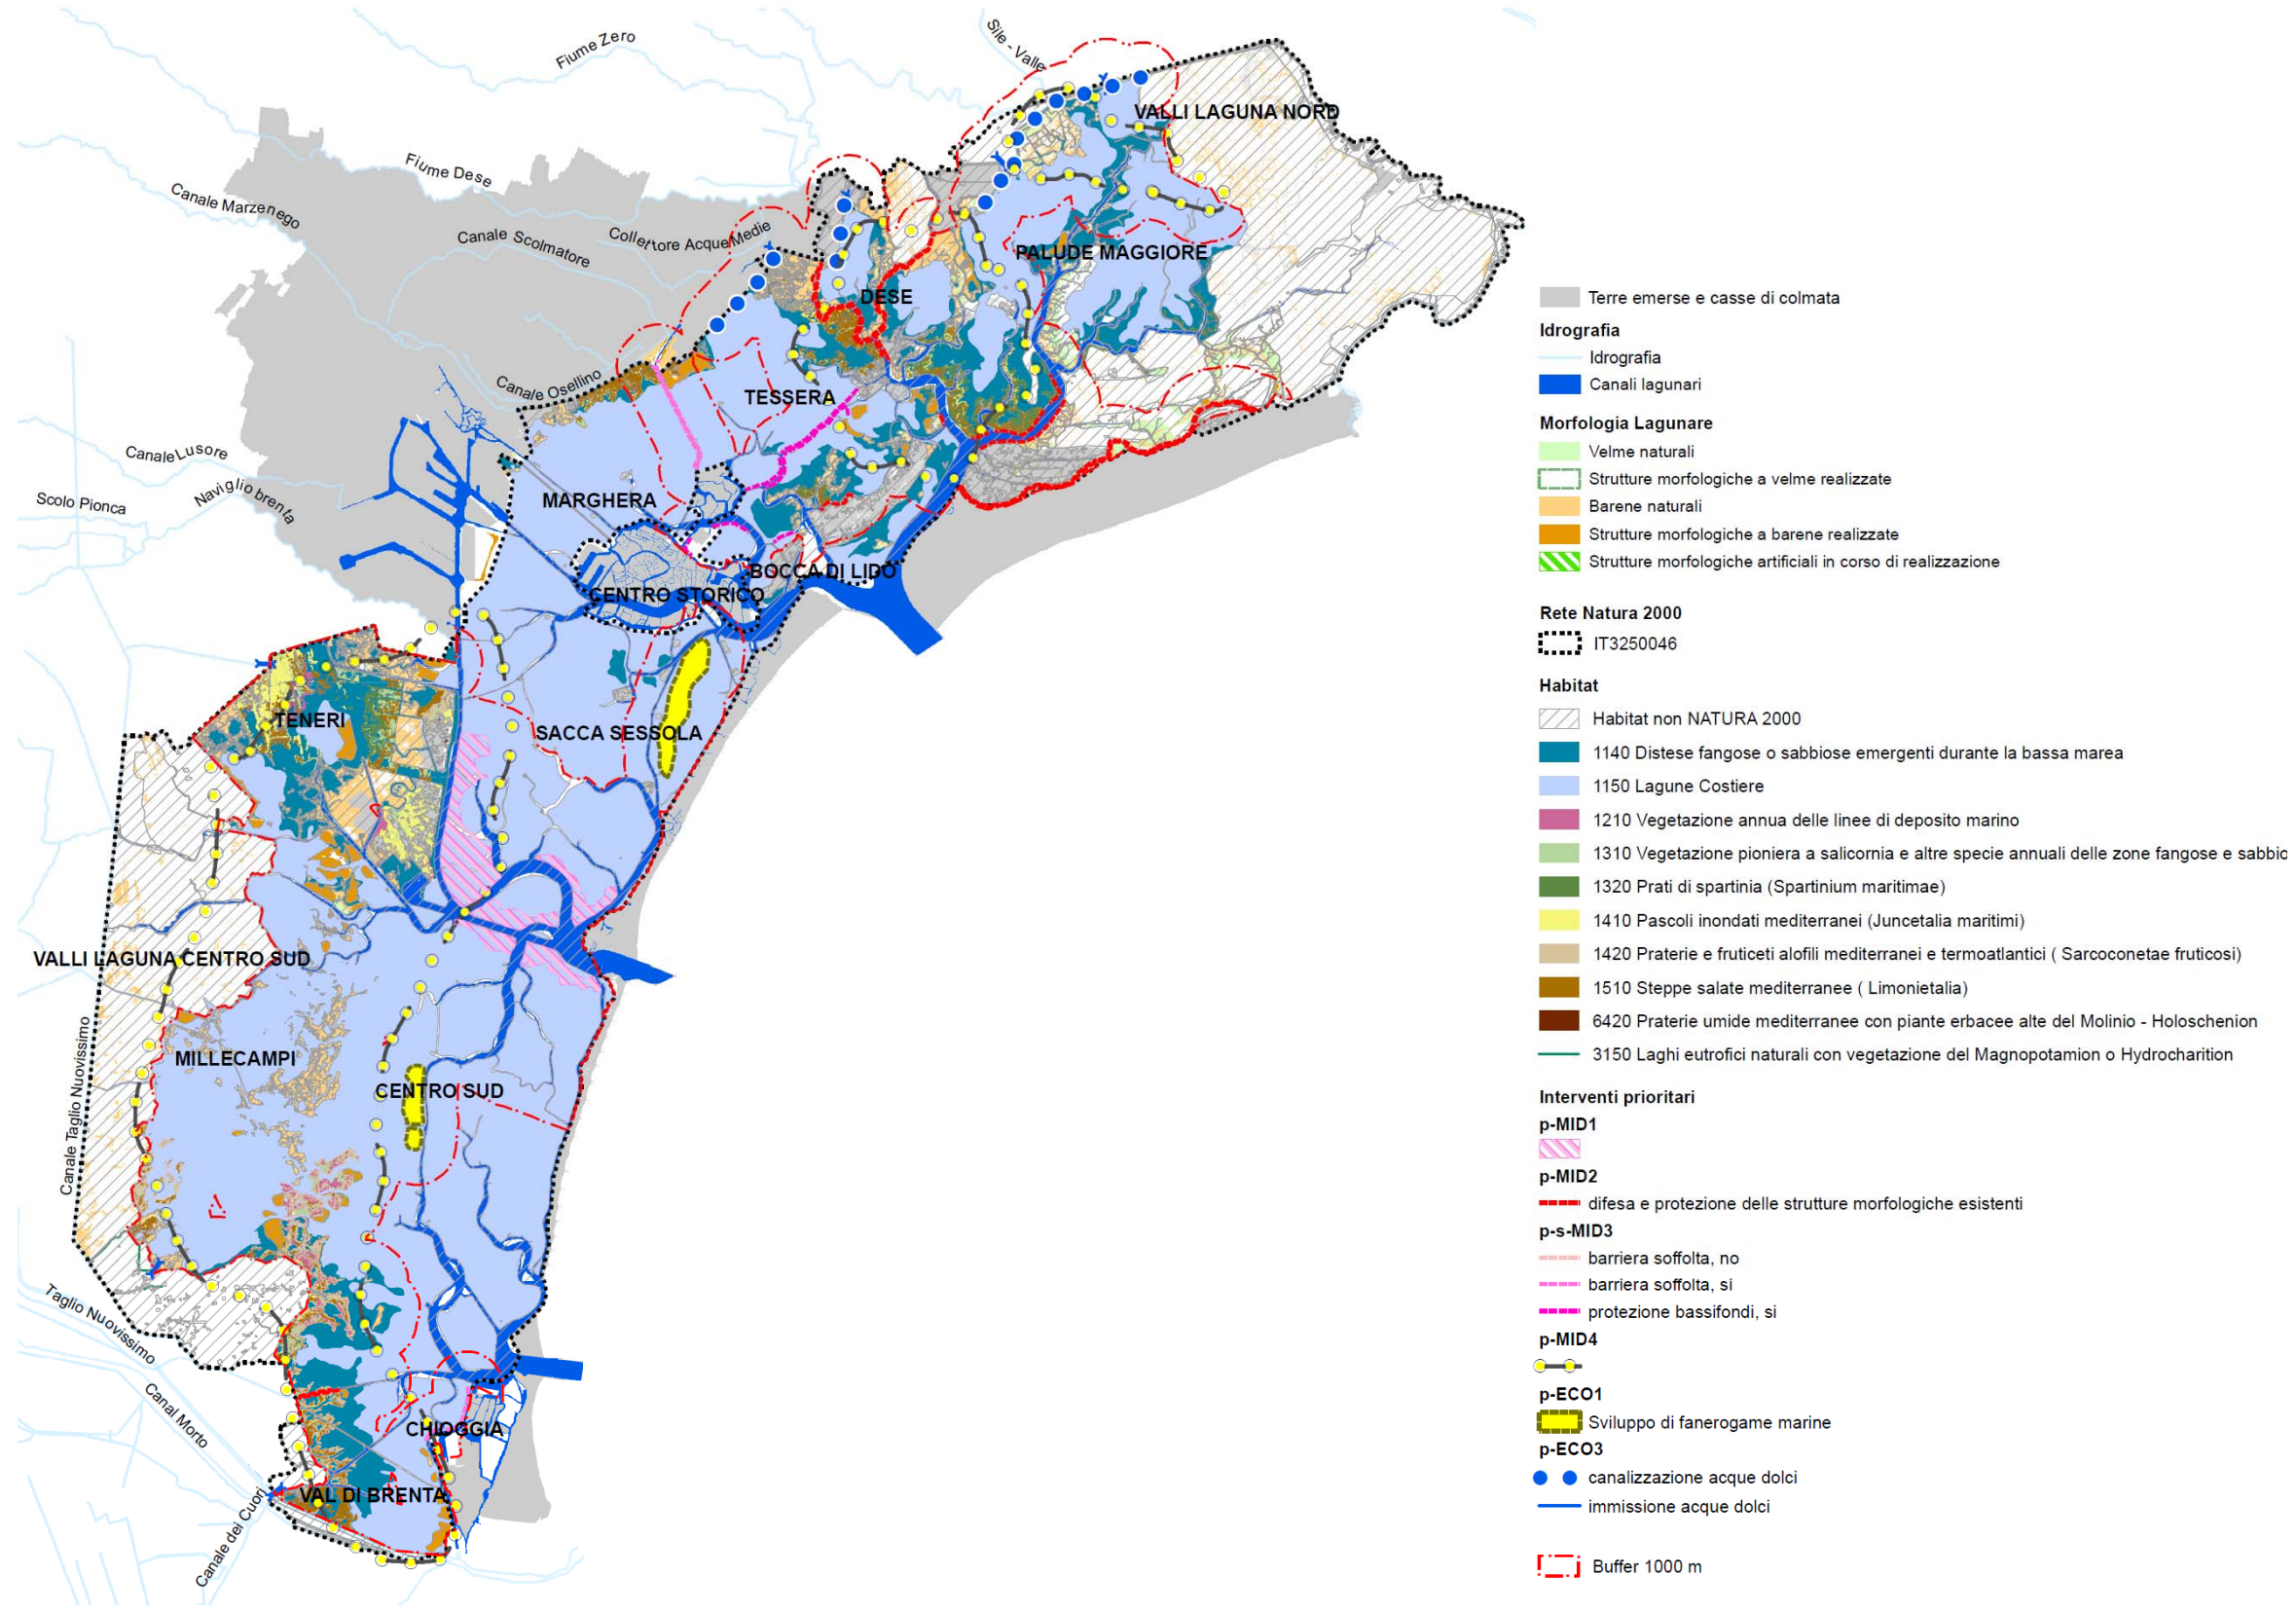 Fiume Zero
Sile - Valle
VALLI LAGUNA NORD
Fiume Dese
Canale Marzenego
Canale Scolmatore
Collettore Acque Medie
PALUDE MAGGIORE
DESE
Canale Osellino
TESSERA
Canale Lusore
Scolo Pionca
Naviglio brenta
MARGHERA
BOCCA DI LIDO
CENTRO STORICO
TENERI
SACCA SESSOLA
VALLI LAGUNA CENTRO SUD
MILLECAMPI
CENTRO SUD
Canale Taglio Nuovissimo
Taglio Nuovissimo
Canal Morto
CHIOGGIA
VAL DI BRENTA
Canale dei Cuori
Terre emerse e casse di colmata
Idrografia
Idrografia
Canali lagunari
Morfologia Lagunare
Velme naturali
Strutture morfologiche a velme realizzate
Barene naturali
Strutture morfologiche a barene realizzate
Strutture morfologiche artificiali in corso di realizzazione
Rete Natura 2000
IT3250046
Habitat
Habitat non NATURA 2000
1140 Distese fangose o sabbiose emergenti durante la bassa marea
1150 Lagune Costiere
1210 Vegetazione annua delle linee di deposito marino
1310 Vegetazione pioniera a salicornia e altre specie annuali delle zone fangose e sabbio
1320 Prati di spartinia (Spartinium maritimae)
1410 Pascoli inondati mediterranei (Juncetalia maritimi)
1420 Praterie e fruticeti alofili mediterranei e termoatlantici ( Sarcoconetae fruticosi)
1510 Steppe salate mediterranee ( Limonietalia)
6420 Praterie umide mediterranee con piante erbacee alte del Molinio - Holoschenion
3150 Laghi eutrofici naturali con vegetazione del Magnopotamion o Hydrocharition
Interventi prioritari
p-MID1
p-MID2
difesa e protezione delle strutture morfologiche esistenti
p-s-MID3
barriera soffolta, no
barriera soffolta, si
protezione bassifondi, si
p-MID4
p-ECO1
Sviluppo di fanerogame marine
p-ECO3
canalizzazione acque dolci
immissione acque dolci
Buffer 1000 m